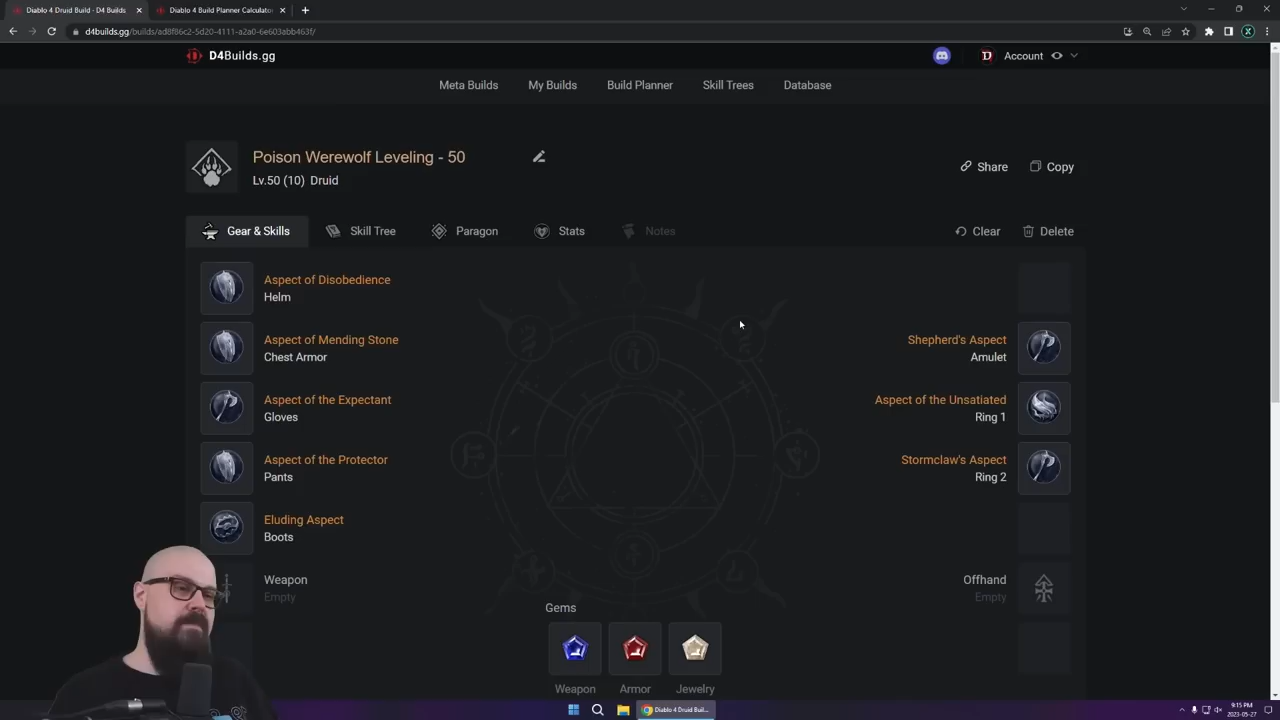 Diablo 4 Druid Build - D4 Builds
Diablo 4 Build Planner Calculato
d4builds.gg/builds/ad8f86c2-5d20-4111-a2a0-6e603abb463f/
D4Builds.gg
Account
Meta Builds
My Builds
Build Planner
Skill Trees
Database
Poison Werewolf Leveling - 50
Lv.50 (10) Druid
Share
Copy
Gear & Skills
Skill Tree
Paragon
Stats
Notes
Clear
Delete
Aspect of Disobedience
Helm
Aspect of Mending Stone
Chest Armor
Shepherd's Aspect
Amulet
Aspect of the Expectant
Gloves
Aspect of the Unsatiated
Ring 1
Aspect of the Protector
Pants
Stormclaw's Aspect
Ring 2
Eluding Aspect
Boots
Weapon
Empty
Offhand
Empty
Gems
Weapon
Armor
Jewelry
Diablo 4 Druid Buil...
9:15 PM
2023-05-27